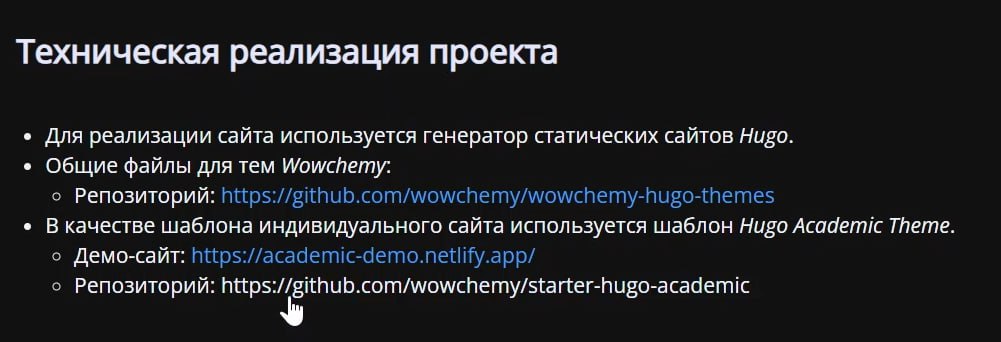 Техническая реализация проекта
Для реализации сайта используется генератор статических сайтов Hugo.
Общие файлы для тем Wowchemy:
Репозиторий: https://github.com/wowchemy/wowchemy-hugo-themes
В качестве шаблона индивидуального сайта используется шаблон Hugo Academic Theme.
Демо-сайт: https://academic-demo.netlify.app/
Репозиторий: https://github.com/wowchemy/starter-hugo-academic